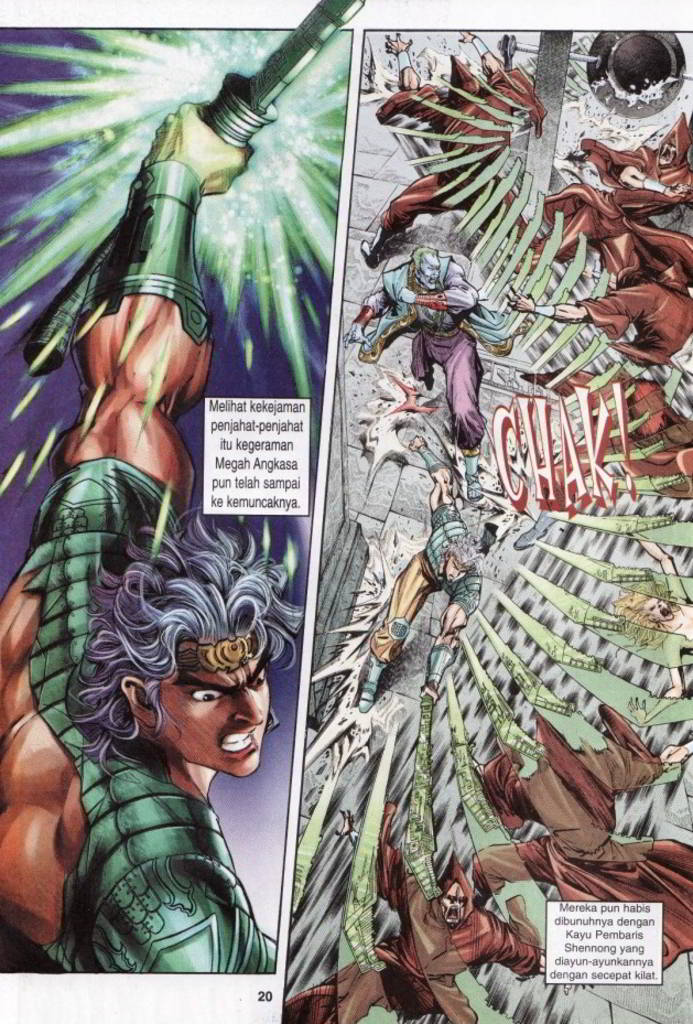 Melihat kekejaman
penjahat-penjahat
itu kegeraman
Megah Angkasa
pun telah sampai
ke kemuncaknya.
CHAK!
Mereka pun habis
dibunuhnya dengan
Kayu Pembaris
Shennong yang
diayun-ayunkannya
dengan secepat kilat.
20